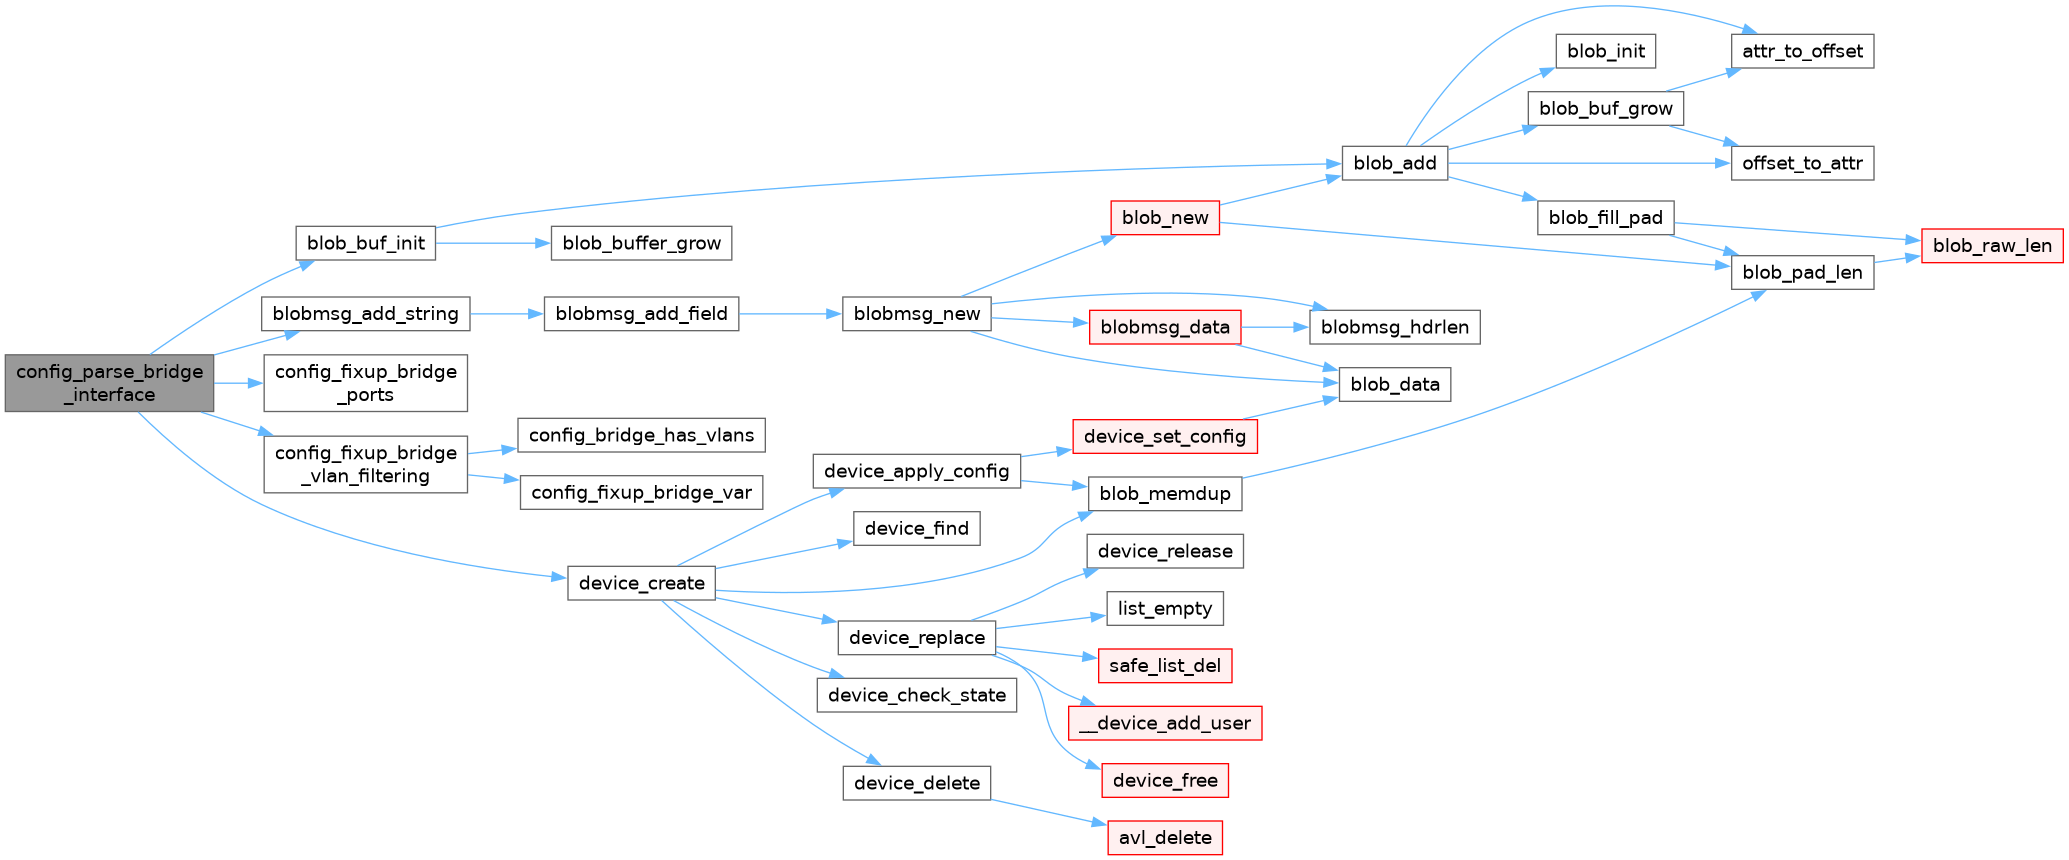 config_parse_bridge
_interface
blob_buf_init
blobmsg_add_string
config_fixup_bridge
_ports
config_fixup_bridge
_vlan_filtering
device_create
blob_buffer_grow
blobmsg_add_field
config_bridge_has_vlans
config_fixup_bridge_var
blobmsg_new
device_apply_config
device_find
device_replace
device_check_state
device_delete
blob_new
blobmsg_data
device_set_config
blob_memdup
device_release
list_empty
safe_list_del
__device_add_user
device_free
avl_delete
blob_add
blobmsg_hdrlen
blob_data
blob_init
blob_buf_grow
blob_fill_pad
attr_to_offset
offset_to_attr
blob_pad_len
blob_raw_len